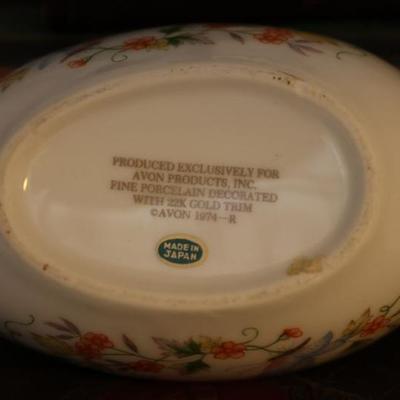 PRODUCED EXCLUSIVELY FOR
AVON PRODUCTS, INC.
FINE PORCELAIN DECORATED
WITH 22K GOLD TRIM
©AVON 1974—R
MADE IN
JAPAN